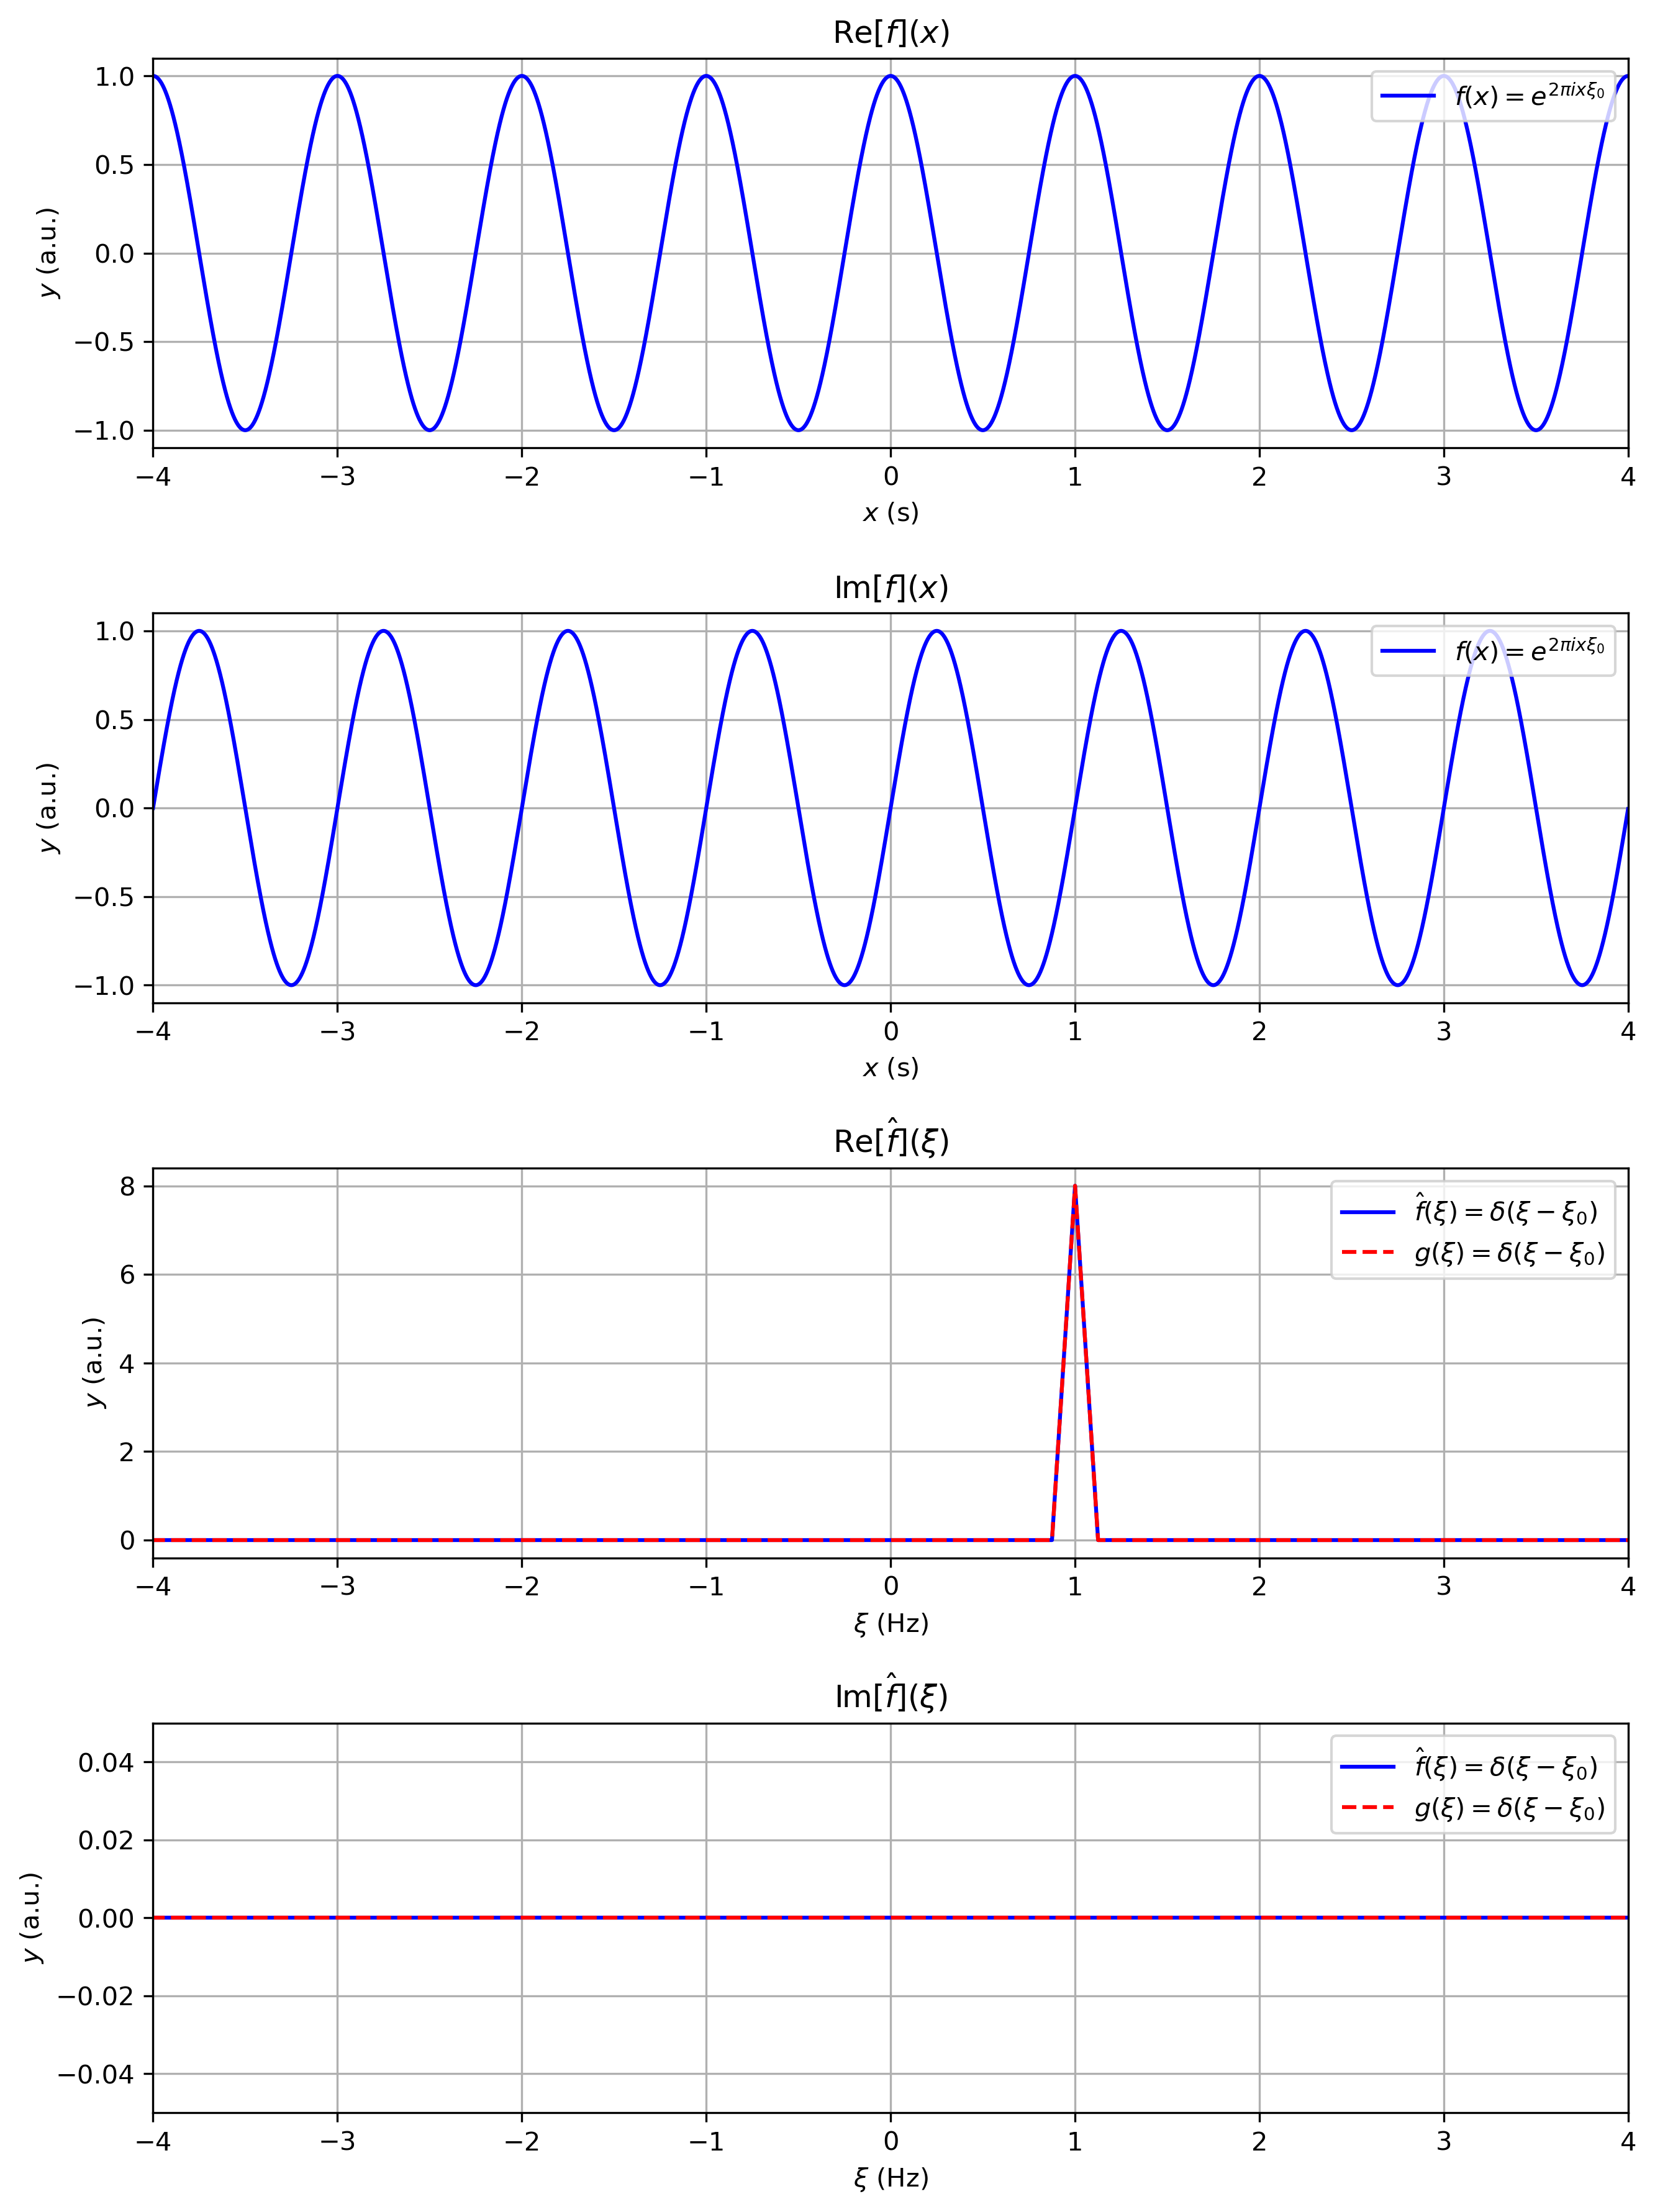 Re[f](x)
1.0
0.5
0.0
−0.5
−1.0
y (a.u.)
f(x) = e^{2πixξ₀}
−4 −3 −2 −1 0 1 2 3 4
x (s)
Im[f](x)
1.0
0.5
0.0
−0.5
−1.0
y (a.u.)
f(x) = e^{2πixξ₀}
−4 −3 −2 −1 0 1 2 3 4
x (s)
Re[f̂](ξ)
8
6
4
2
0
y (a.u.)
f̂(ξ) = δ(ξ − ξ₀)
g(ξ) = δ(ξ − ξ₀)
−4 −3 −2 −1 0 1 2 3 4
ξ (Hz)
Im[f̂](ξ)
0.04
0.02
0.00
−0.02
−0.04
y (a.u.)
f̂(ξ) = δ(ξ − ξ₀)
g(ξ) = δ(ξ − ξ₀)
−4 −3 −2 −1 0 1 2 3 4
ξ (Hz)